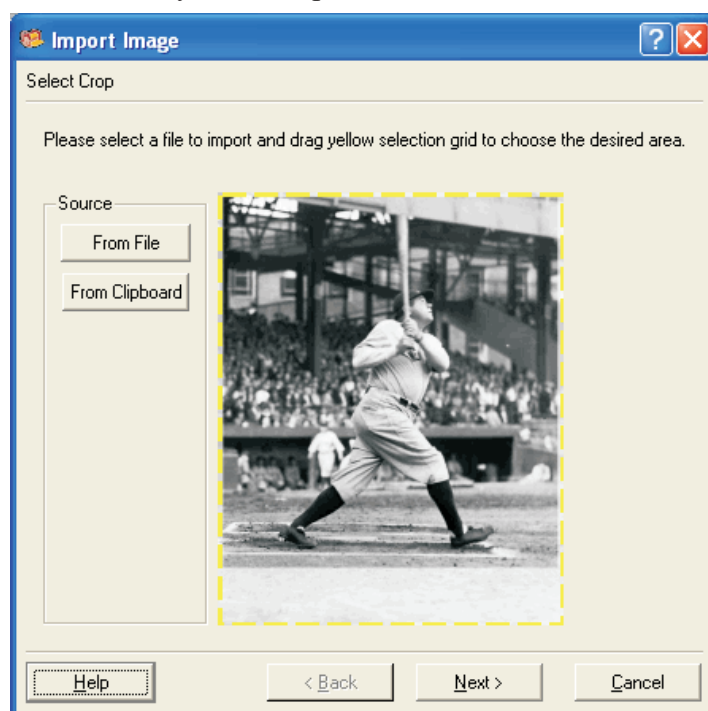 Import Image
Select Crop
Please select a file to import and drag yellow selection grid to choose the desired area.
Source
From File
From Clipboard
Help
< Back
Next >
Cancel